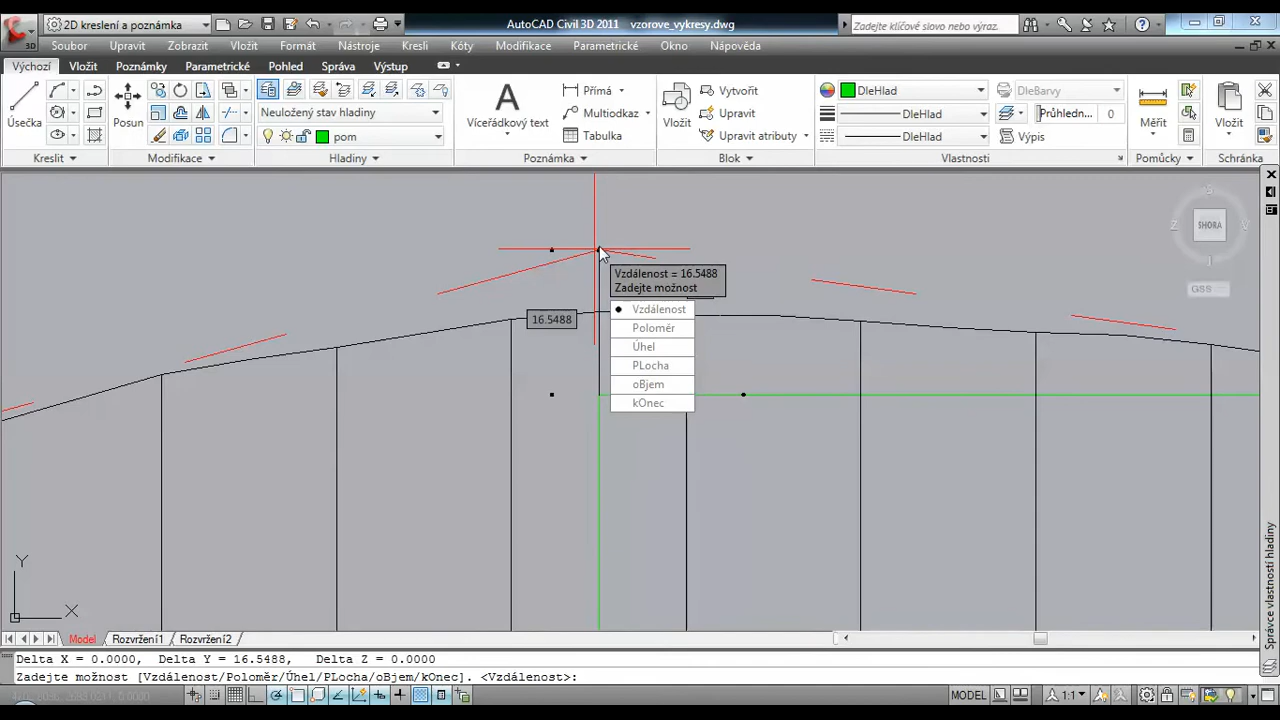 2D kreslení a poznámka
AutoCAD Civil 3D 2011 vzorove_vykresy.dwg
Zadejte klíčové slovo nebo výraz.
3D
Soubor Upravit Zobrazit Vložit Formát Nástroje Kresli Kóty Modifikace Parametrické Okno Nápověda
Výchozí Vložit Poznámky Parametrické Pohled Správa Výstup
Úsečka
Kreslit
Modifikace
Neuložený stav hladiny
pom
Hladiny
Víceřádkový text
Přímá
Multiodkaz
Tabulka
Poznámka
Vložit
Vytvořit
Upravit
Upravit atributy
Blok
DleHlad
DleHlad
DleHlad
DleBarvy
Průhledn... 0
Výpis
Vlastnosti
Měřit
Pomůcky
Vložit
Schránka
S
Z SHORA V
GSS
Vzdálenost = 16.5488
Zadejte možnost
16.5488
Vzdálenost
Poloměr
Úhel
PLocha
oBjem
kOnec
Správce vlastností hladiny
Y
X
Model Rozvržení1 Rozvržení2
Delta X = 0.0000, Delta Y = 16.5488, Delta Z = 0.0000
Zadejte možnost [Vzdálenost/Poloměr/Úhel/PLocha/oBjem/kOnec]. <Vzdálenost>:
MODEL
1:1